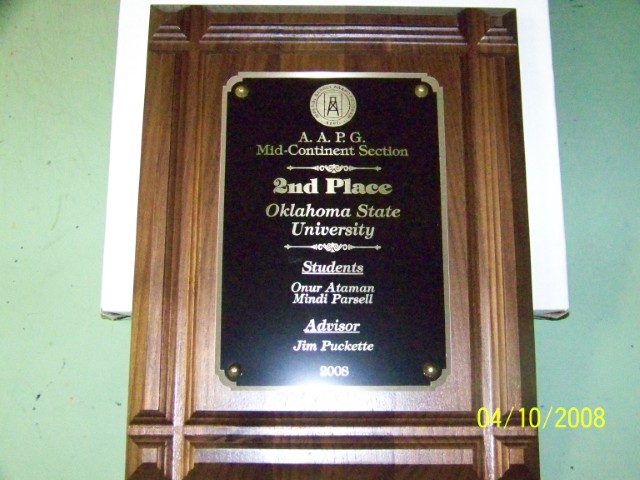 A. A. P. G.
Mid-Continent Section
2nd Place
Oklahoma State
University
Students
Onur Ataman
Mindi Parsell
Advisor
Jim Puckette
2008
04/10/2008